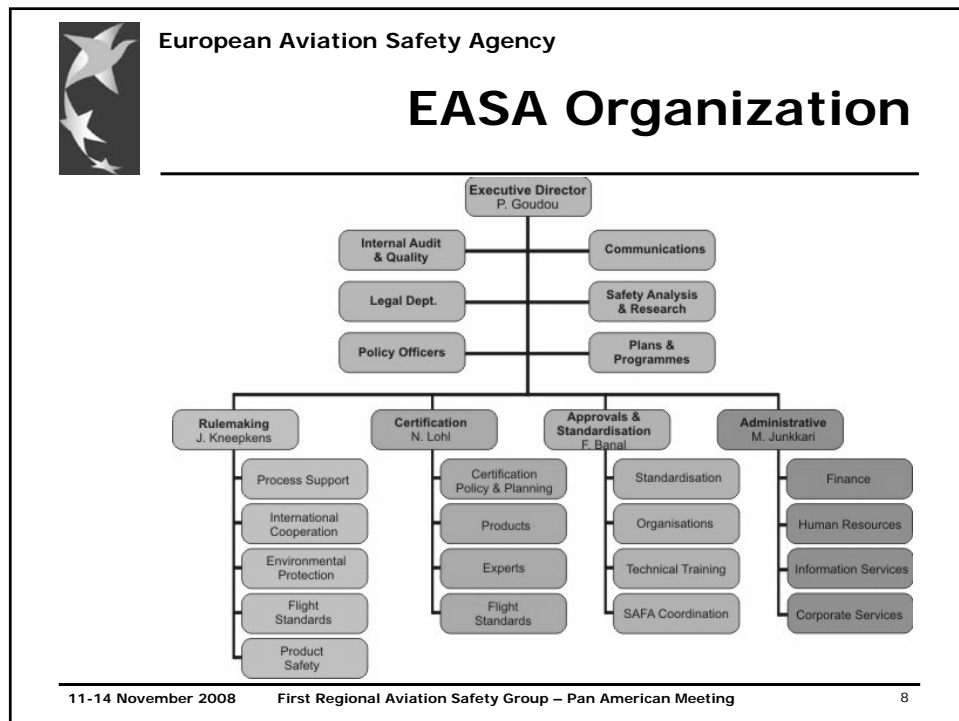 European Aviation Safety Agency
EASA Organization
Executive Director
P. Goudou
Internal Audit
& Quality
Communications
Legal Dept.
Safety Analysis
& Research
Policy Officers
Plans &
Programmes
Rulemaking
J. Kneepkens
Certification
N. Lohl
Approvals &
Standardisation
F. Banal
Administrative
M. Junkkari
Process Support
International
Cooperation
Environmental
Protection
Flight
Standards
Product
Safety
Certification
Policy & Planning
Products
Experts
Flight
Standards
Standardisation
Organisations
Technical Training
SAFA Coordination
Finance
Human Resources
Information Services
Corporate Services
11-14 November 2008 First Regional Aviation Safety Group – Pan American Meeting 8